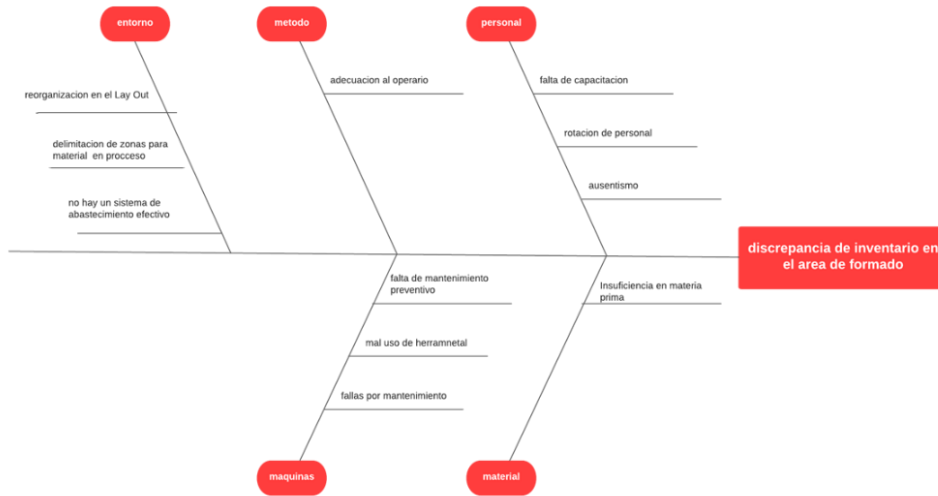 entorno
metodo
personal
adecuacion al operario
falta de capacitacion
reorganizacion en el Lay Out
rotacion de personal
delimitacion de zonas para
material en procceso
ausentismo
no hay un sistema de
abastecimiento efectivo
discrepancia de inventario en
el area de formado
falta de mantenimiento
preventivo
Insuficiencia en materia
prima
mal uso de herramnetal
fallas por mantenimiento
maquinas
material